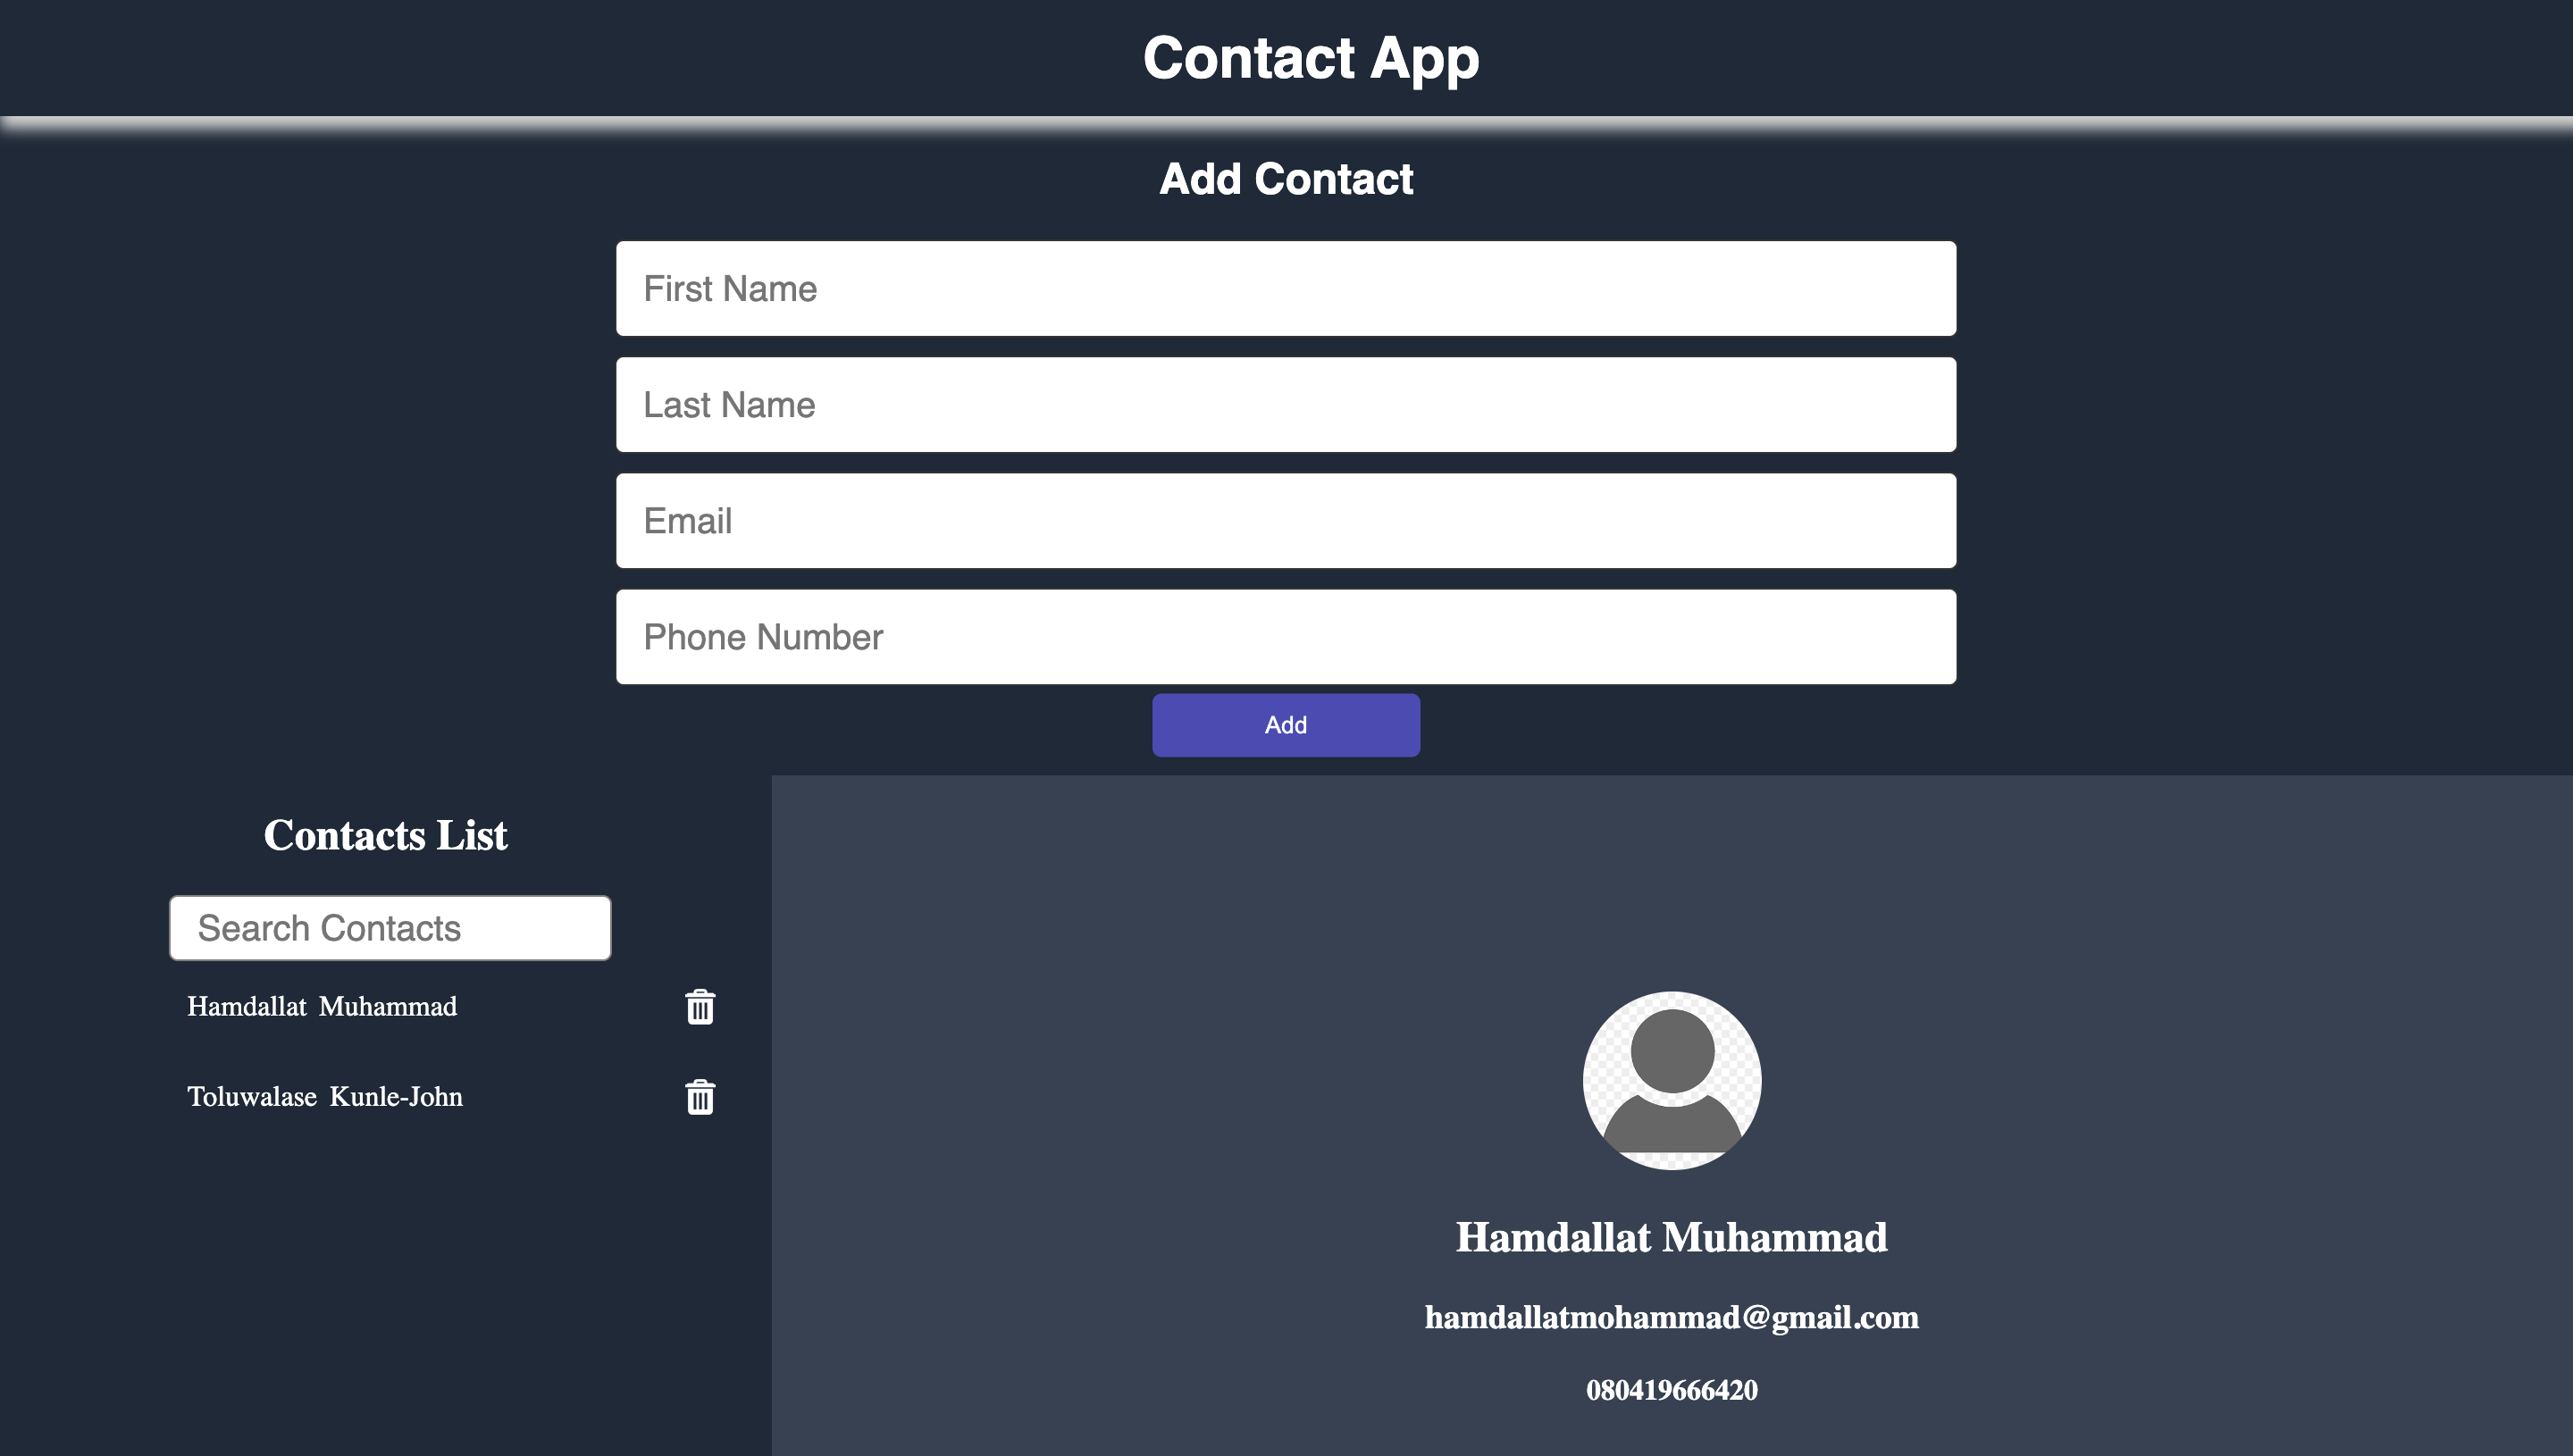 Contact App
Add Contact
First Name
Last Name
Email
Phone Number
Add
Contacts List
Search Contacts
Hamdallat Muhammad
Toluwalase Kunle-John
Hamdallat Muhammad
hamdallatmohammad@gmail.com
080419666420